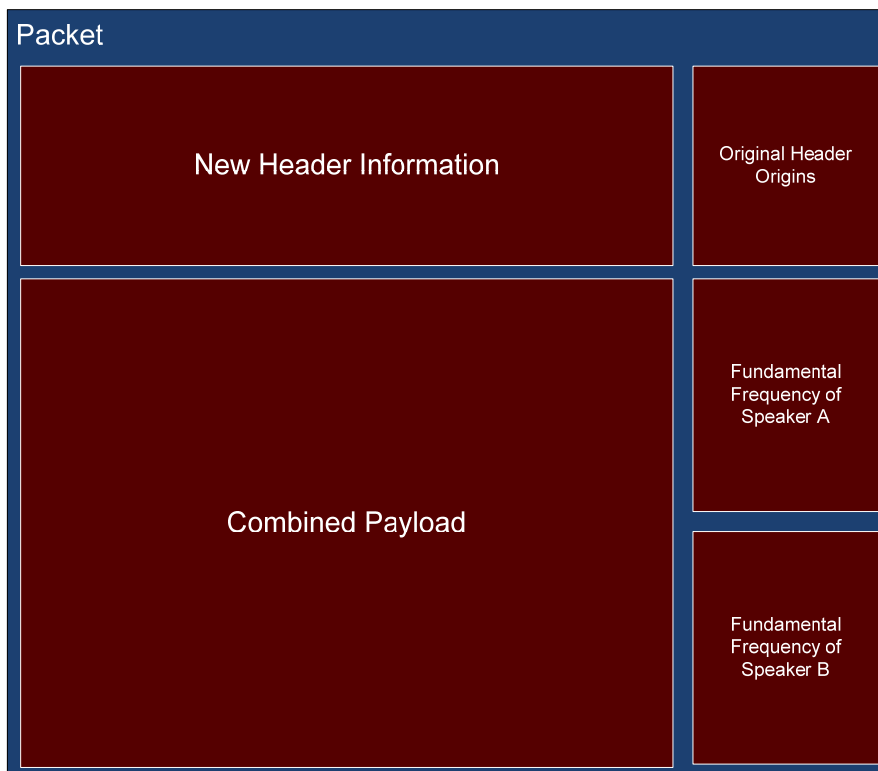 Packet
New Header Information
Original Header
Origins
Combined Payload
Fundamental
Frequency of
Speaker A
Fundamental
Frequency of
Speaker B